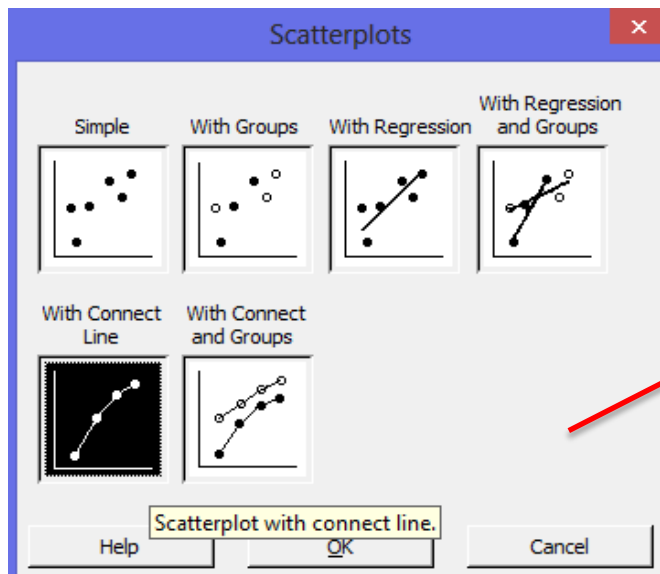 Scatterplots
Simple
With Groups
With Regression
With Regression
and Groups
With Connect
Line
With Connect
and Groups
Scatterplot with connect line.
Help
OK
Cancel